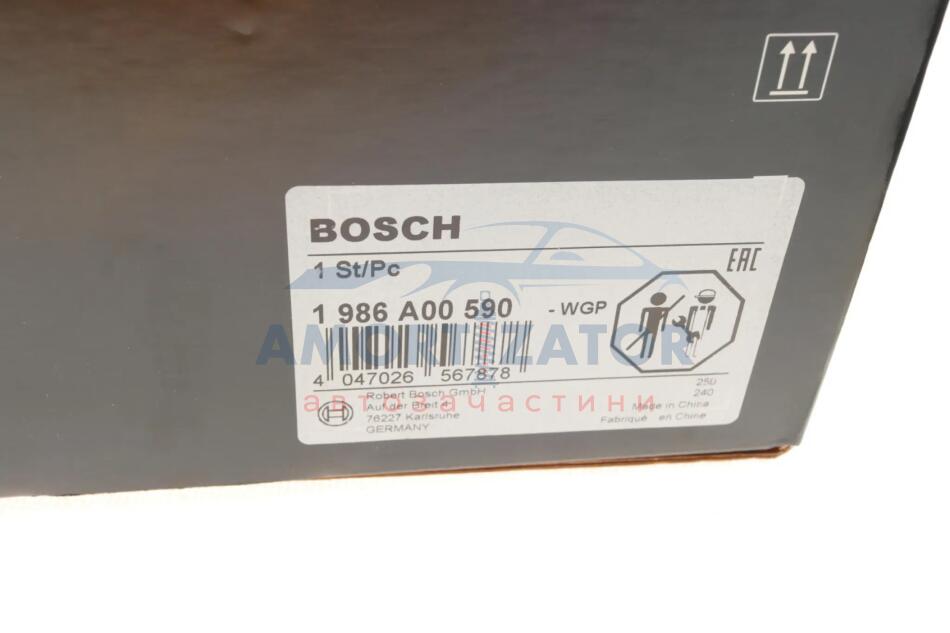 BOSCH
1 St/Pc
EAC
1 986 A00 590 - WGP
AMORTIZATOR
4 047026 567878
автозапчастини
Robert Bosch GmbH
Auf der Breit 4
76227 Karlsruhe
GERMANY
250
240
Made in China
Fabriqué en Chine